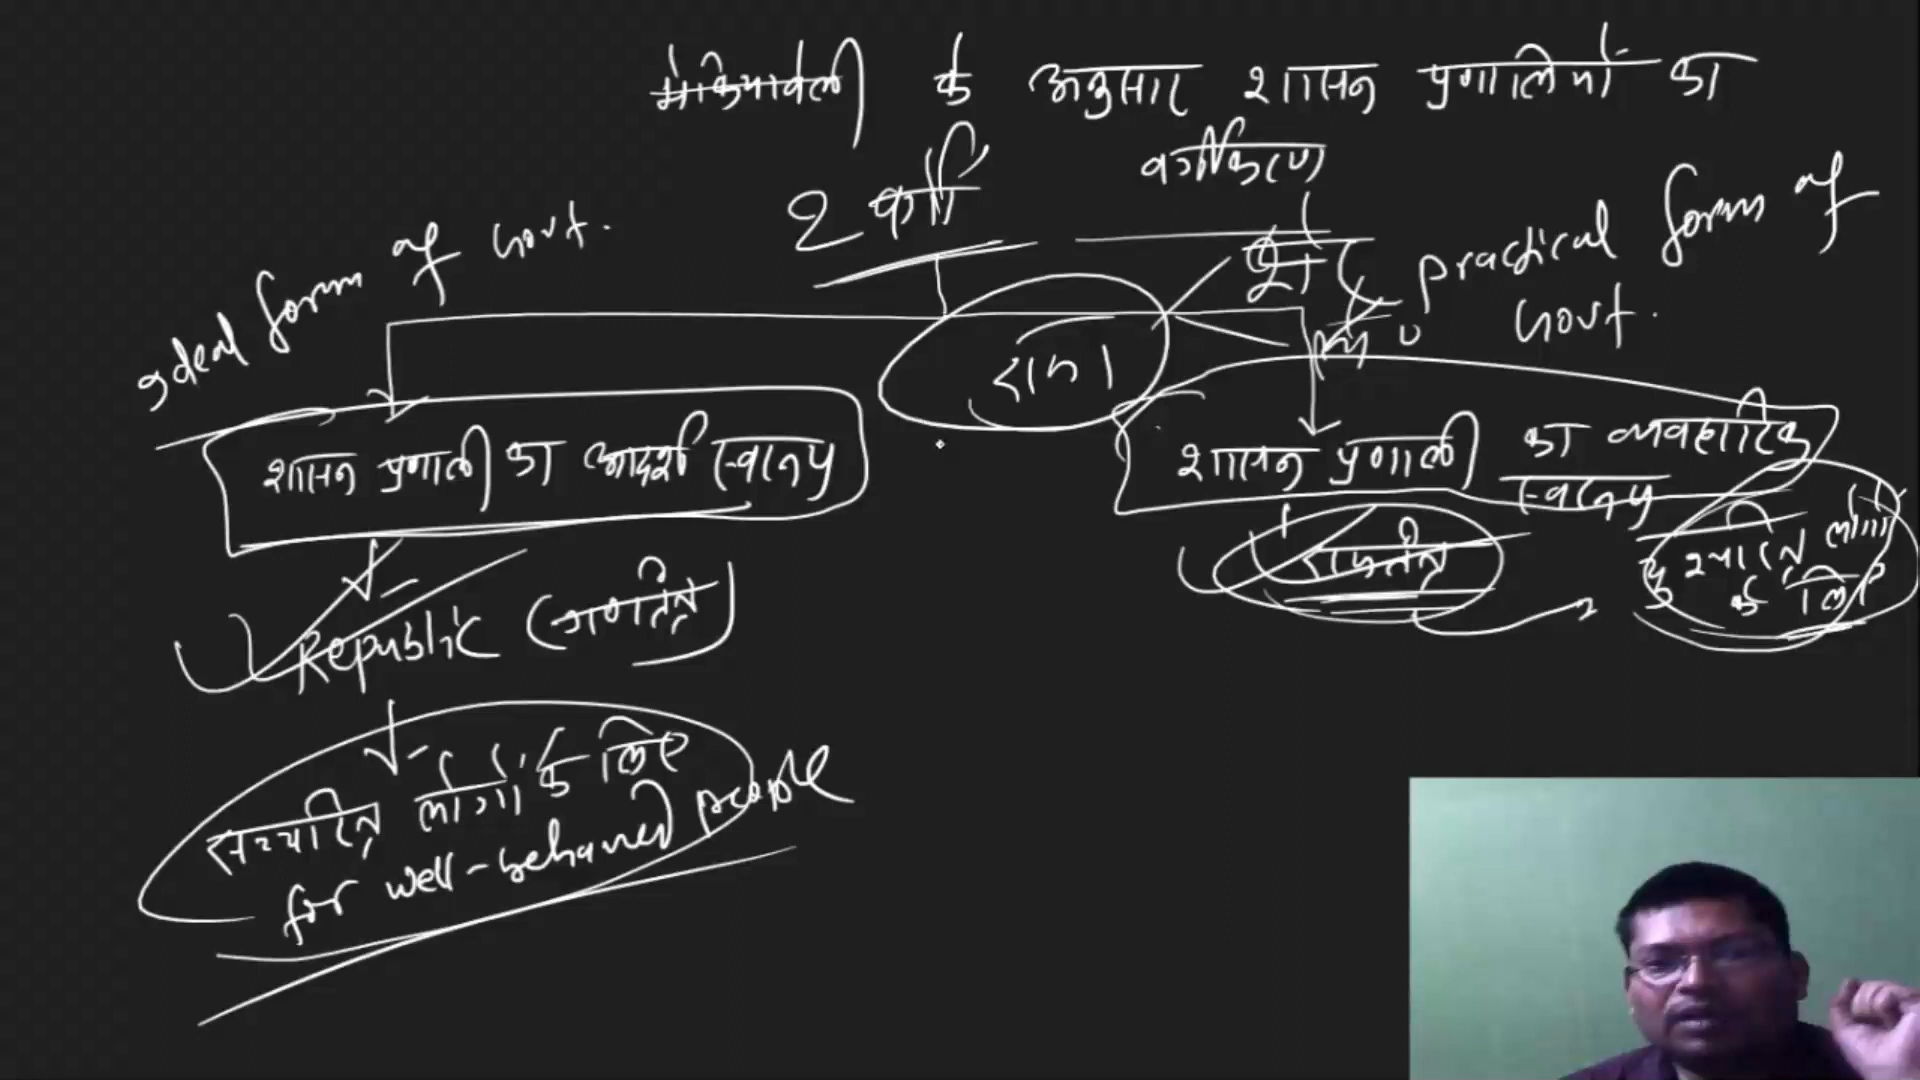 मैकियावेली के अनुसार शासन प्रणालियों का
वर्गीकरण
2 वर्ग
Ideal form of Govt.
practical form of
Govt.
राजा
शासन प्रणाली का आदर्श स्वरूप
शासन प्रणाली का व्यवहारिक
स्वरूप
Republic (गणतंत्र)
राजतंत्र
दुश्चरित्र लोगों
के लिए
सच्चरित्र लोगों के लिए
for well-behaved people